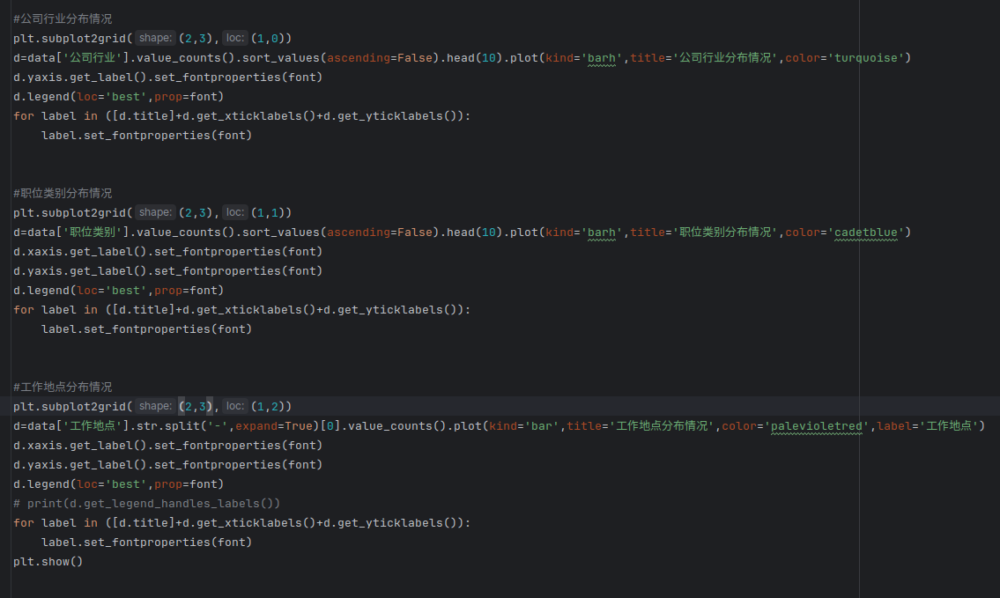 #公司行业分布情况
plt.subplot2grid( shape: (2,3), loc: (1,0))
d=data['公司行业'].value_counts().sort_values(ascending=False).head(10).plot(kind='barh',title='公司行业分布情况',color='turquoise')
d.yaxis.get_label().set_fontproperties(font)
d.legend(loc='best',prop=font)
for label in ([d.title]+d.get_xticklabels()+d.get_yticklabels()):
    label.set_fontproperties(font)
#职位类别分布情况
plt.subplot2grid( shape: (2,3), loc: (1,1))
d=data['职位类别'].value_counts().sort_values(ascending=False).head(10).plot(kind='barh',title='职位类别分布情况',color='cadetblue')
d.xaxis.get_label().set_fontproperties(font)
d.yaxis.get_label().set_fontproperties(font)
d.legend(loc='best',prop=font)
for label in ([d.title]+d.get_xticklabels()+d.get_yticklabels()):
    label.set_fontproperties(font)
#工作地点分布情况
plt.subplot2grid( shape: (2,3), loc: (1,2))
d=data['工作地点'].str.split('-',expand=True)[0].value_counts().plot(kind='bar',title='工作地点分布情况',color='palevioletred',label='工作地点')
d.xaxis.get_label().set_fontproperties(font)
d.yaxis.get_label().set_fontproperties(font)
d.legend(loc='best',prop=font)
# print(d.get_legend_handles_labels())
for label in ([d.title]+d.get_xticklabels()+d.get_yticklabels()):
    label.set_fontproperties(font)
plt.show()